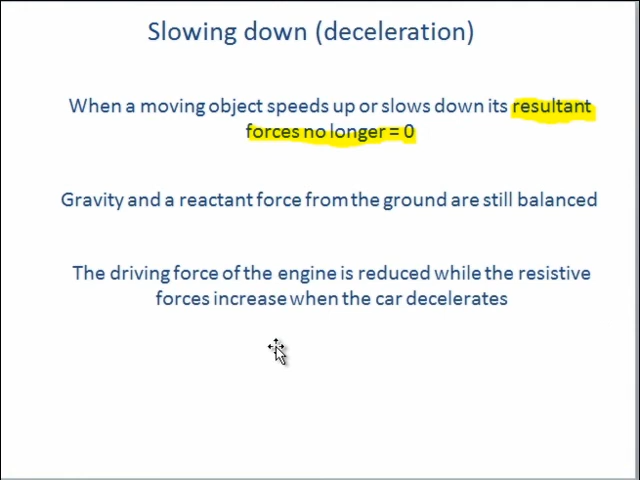 Slowing down (deceleration)
When a moving object speeds up or slows down its resultant
forces no longer = 0
Gravity and a reactant force from the ground are still balanced
The driving force of the engine is reduced while the resistive
forces increase when the car decelerates